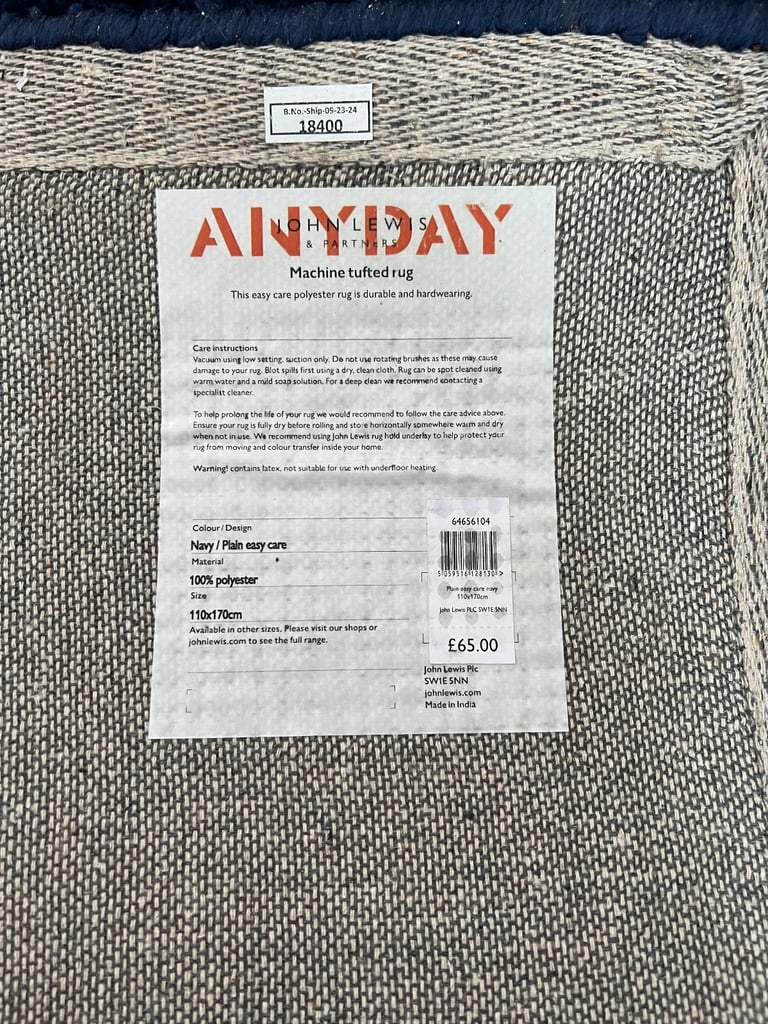 B.No.-Ship-05-23-24
18400
ANYDAY
JOHN LEWIS
& PARTNERS
Machine tufted rug
This easy care polyester rug is durable and hardwearing.
Care instructions
Vacuum using low setting, suction only. Do not use rotating brushes as these may cause
damage to your rug. Blot spills first using a dry, clean cloth. Rug can be spot cleaned using
warm water and a mild soap solution. For a deep clean we recommend contacting a
specialist cleaner.
To help prolong the life of your rug we would recommend to follow the care advice above.
Ensure your rug is fully dry before rolling and store horizontally somewhere warm and dry
when not in use. We recommend using John Lewis rug hold underlay to help protect your
rug from moving and colour transfer inside your home.
Warning! contains latex, not suitable for use with underfloor heating.
Colour / Design
Navy / Plain easy care
Material
100% polyester
Size
110x170cm
Available in other sizes. Please visit our shops or
johnlewis.com to see the full range.
64656104
5 059516 128130 >
Plain easy care navy
110x170cm
John Lewis PLC SW1E 5NN
£65.00
John Lewis Plc
SW1E 5NN
johnlewis.com
Made in India